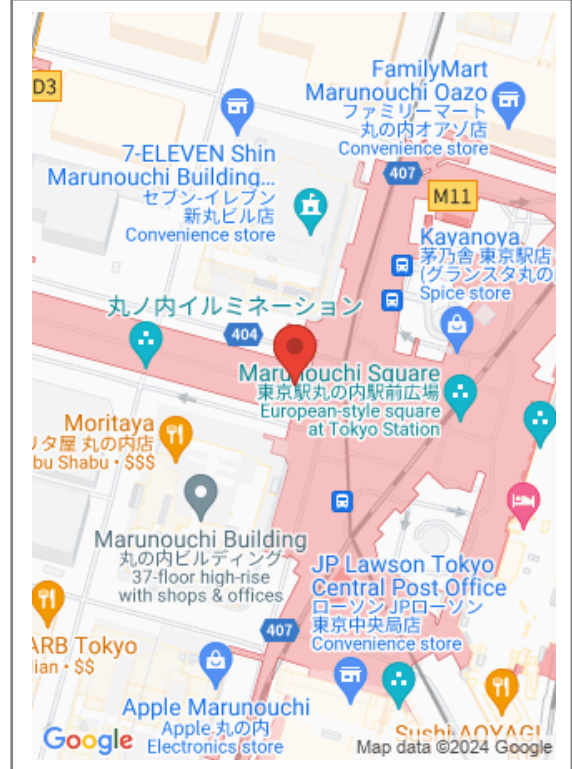 FamilyMart
Marunouchi Oazo
ファミリーマート
丸の内オアゾ店
Convenience store
D3
7-ELEVEN Shin
Marunouchi Building...
セブン-イレブン
新丸ビル店
Convenience store
407
M11
Kayanoya
茅乃舎 東京駅店
(グランスタ丸の
Spice store
丸ノ内イルミネーション
404
Marunouchi Square
東京駅丸の内駅前広場
European-style square
at Tokyo Station
Moritaya
リタ屋 丸の内店
bu Shabu • $$$
Marunouchi Building
丸の内ビルディング
37-floor high-rise
with shops & offices
JP Lawson Tokyo
Central Post Office
ローソン JPローソン
東京中央局店
Convenience store
407
ARB Tokyo
lian • $$
Apple Marunouchi
Apple 丸の内
Electronics store
Sushi AOYAGI
Google
Map data ©2024 Google